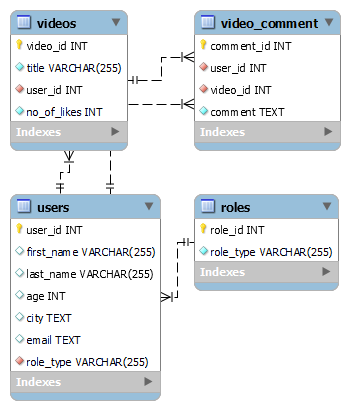 videos
video_id INT
title VARCHAR(255)
user_id INT
no_of_likes INT
Indexes
video_comment
comment_id INT
user_id INT
video_id INT
comment TEXT
Indexes
users
user_id INT
first_name VARCHAR(255)
last_name VARCHAR(255)
age INT
city TEXT
email TEXT
role_type VARCHAR(255)
Indexes
roles
role_id INT
role_type VARCHAR(255)
Indexes